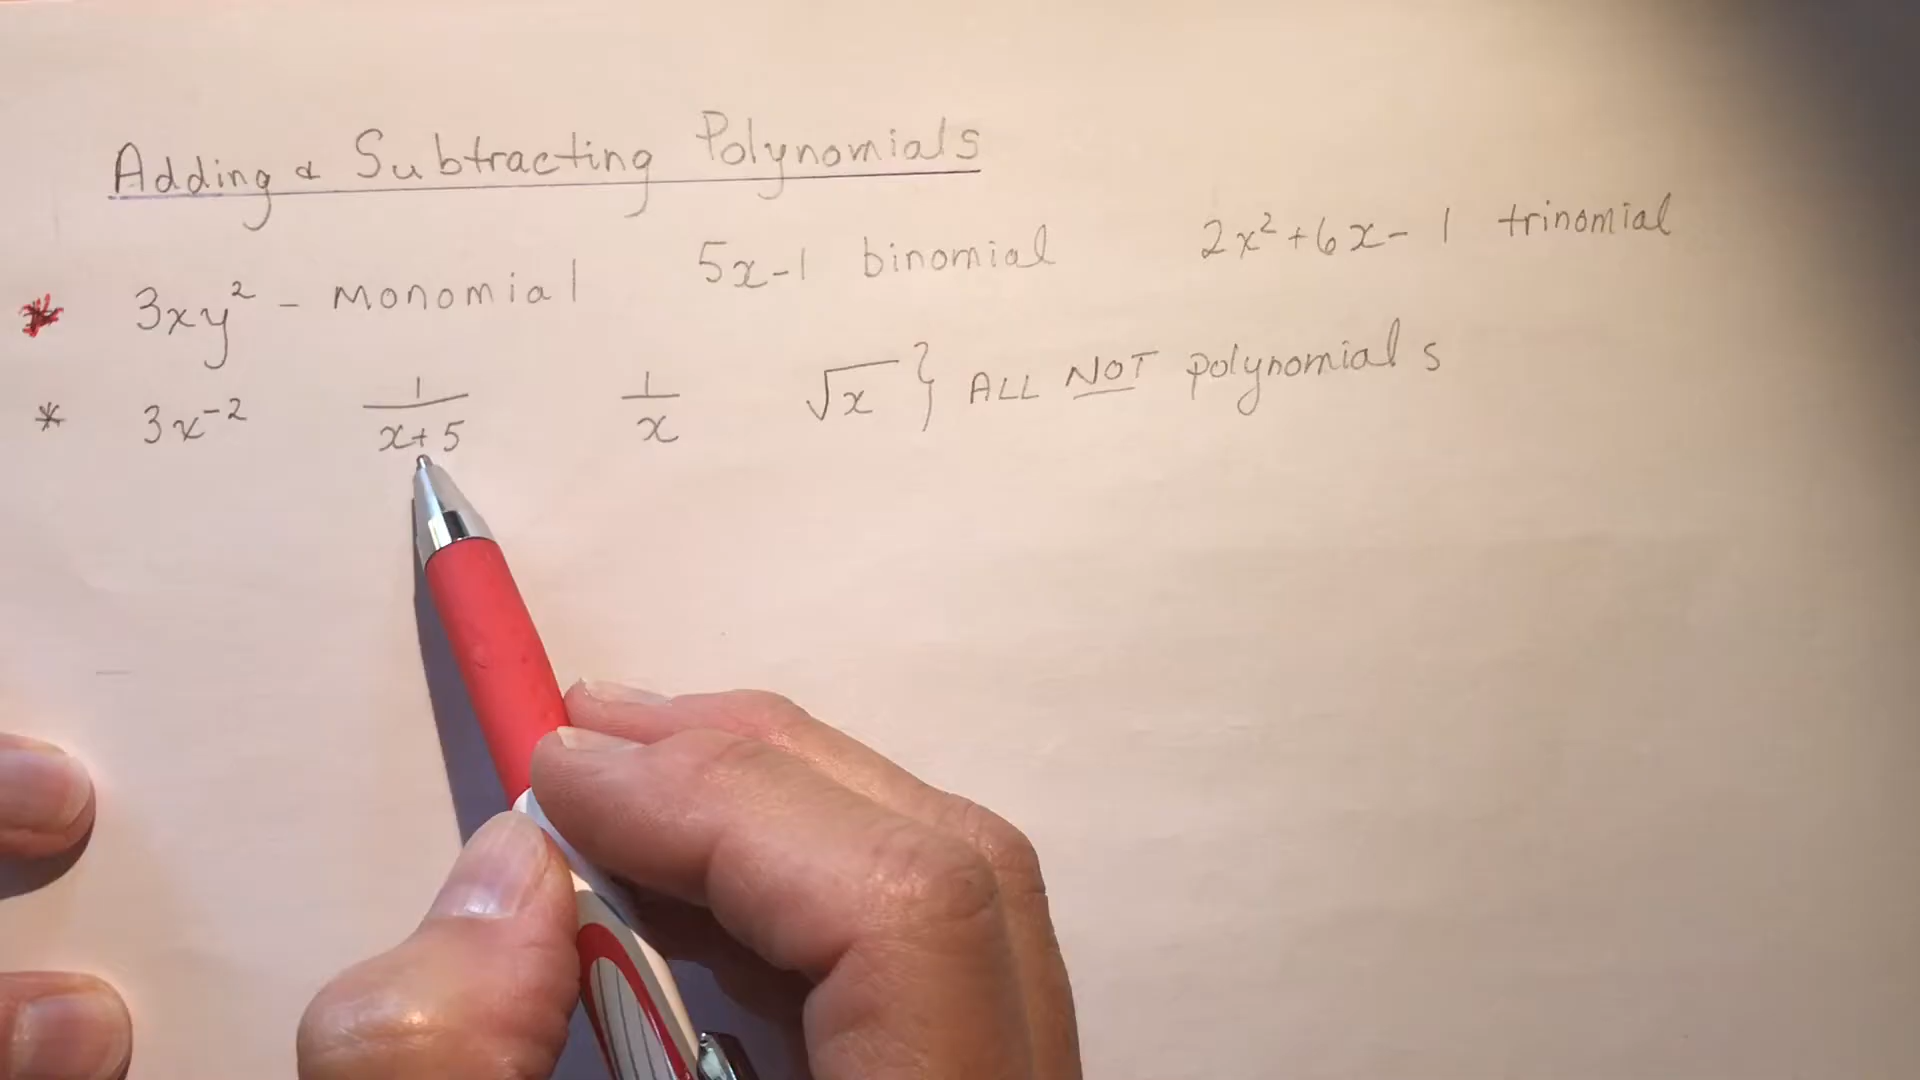 Adding & Subtracting Polynomials
* 3xy² - monomial 5x-1 binomial 2x²+6x-1 trinomial
* 3x⁻² 1/(x+5) 1/x √x } ALL NOT polynomials